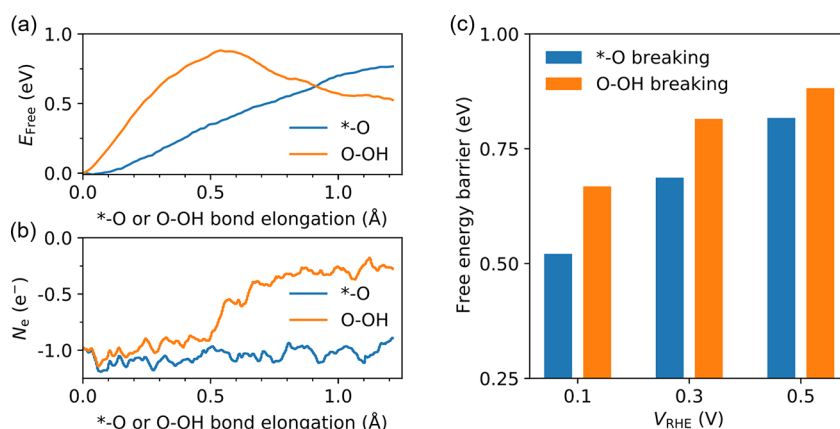 (a)
1.0
0.5
0.0
E_Free (eV)
*-O
O-OH
0.0 0.5 1.0
*-O or O-OH bond elongation (Å)
(b)
0.0
-0.5
-1.0
N_e (e⁻)
*-O
O-OH
0.0 0.5 1.0
*-O or O-OH bond elongation (Å)
(c)
1.00
0.75
0.50
0.25
Free energy barrier (eV)
*-O breaking
O-OH breaking
0.1 0.3 0.5
V_RHE (V)